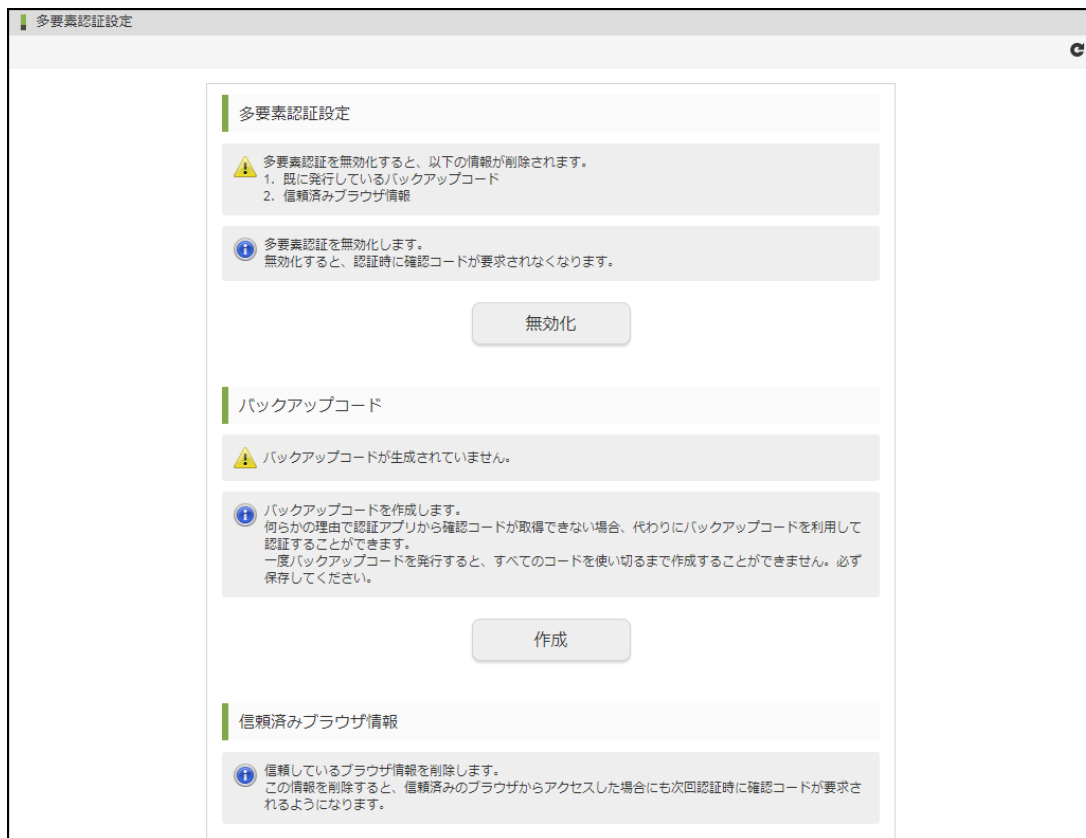 多要素認証設定
多要素認証設定
多要素認証を無効化すると、以下の情報が削除されます。
1. 既に発行しているバックアップコード
2. 信頼済みブラウザ情報
多要素認証を無効化します。
無効化すると、認証時に確認コードが要求されなくなります。
無効化
バックアップコード
バックアップコードが生成されていません。
バックアップコードを作成します。
何らかの理由で認証アプリから確認コードが取得できない場合、代わりにバックアップコードを利用して
認証することができます。
一度バックアップコードを発行すると、すべてのコードを使い切るまで作成することができません。必ず
保存してください。
作成
信頼済みブラウザ情報
信頼しているブラウザ情報を削除します。
この情報を削除すると、信頼済みのブラウザからアクセスした場合にも次回認証時に確認コードが要求さ
れるようになります。